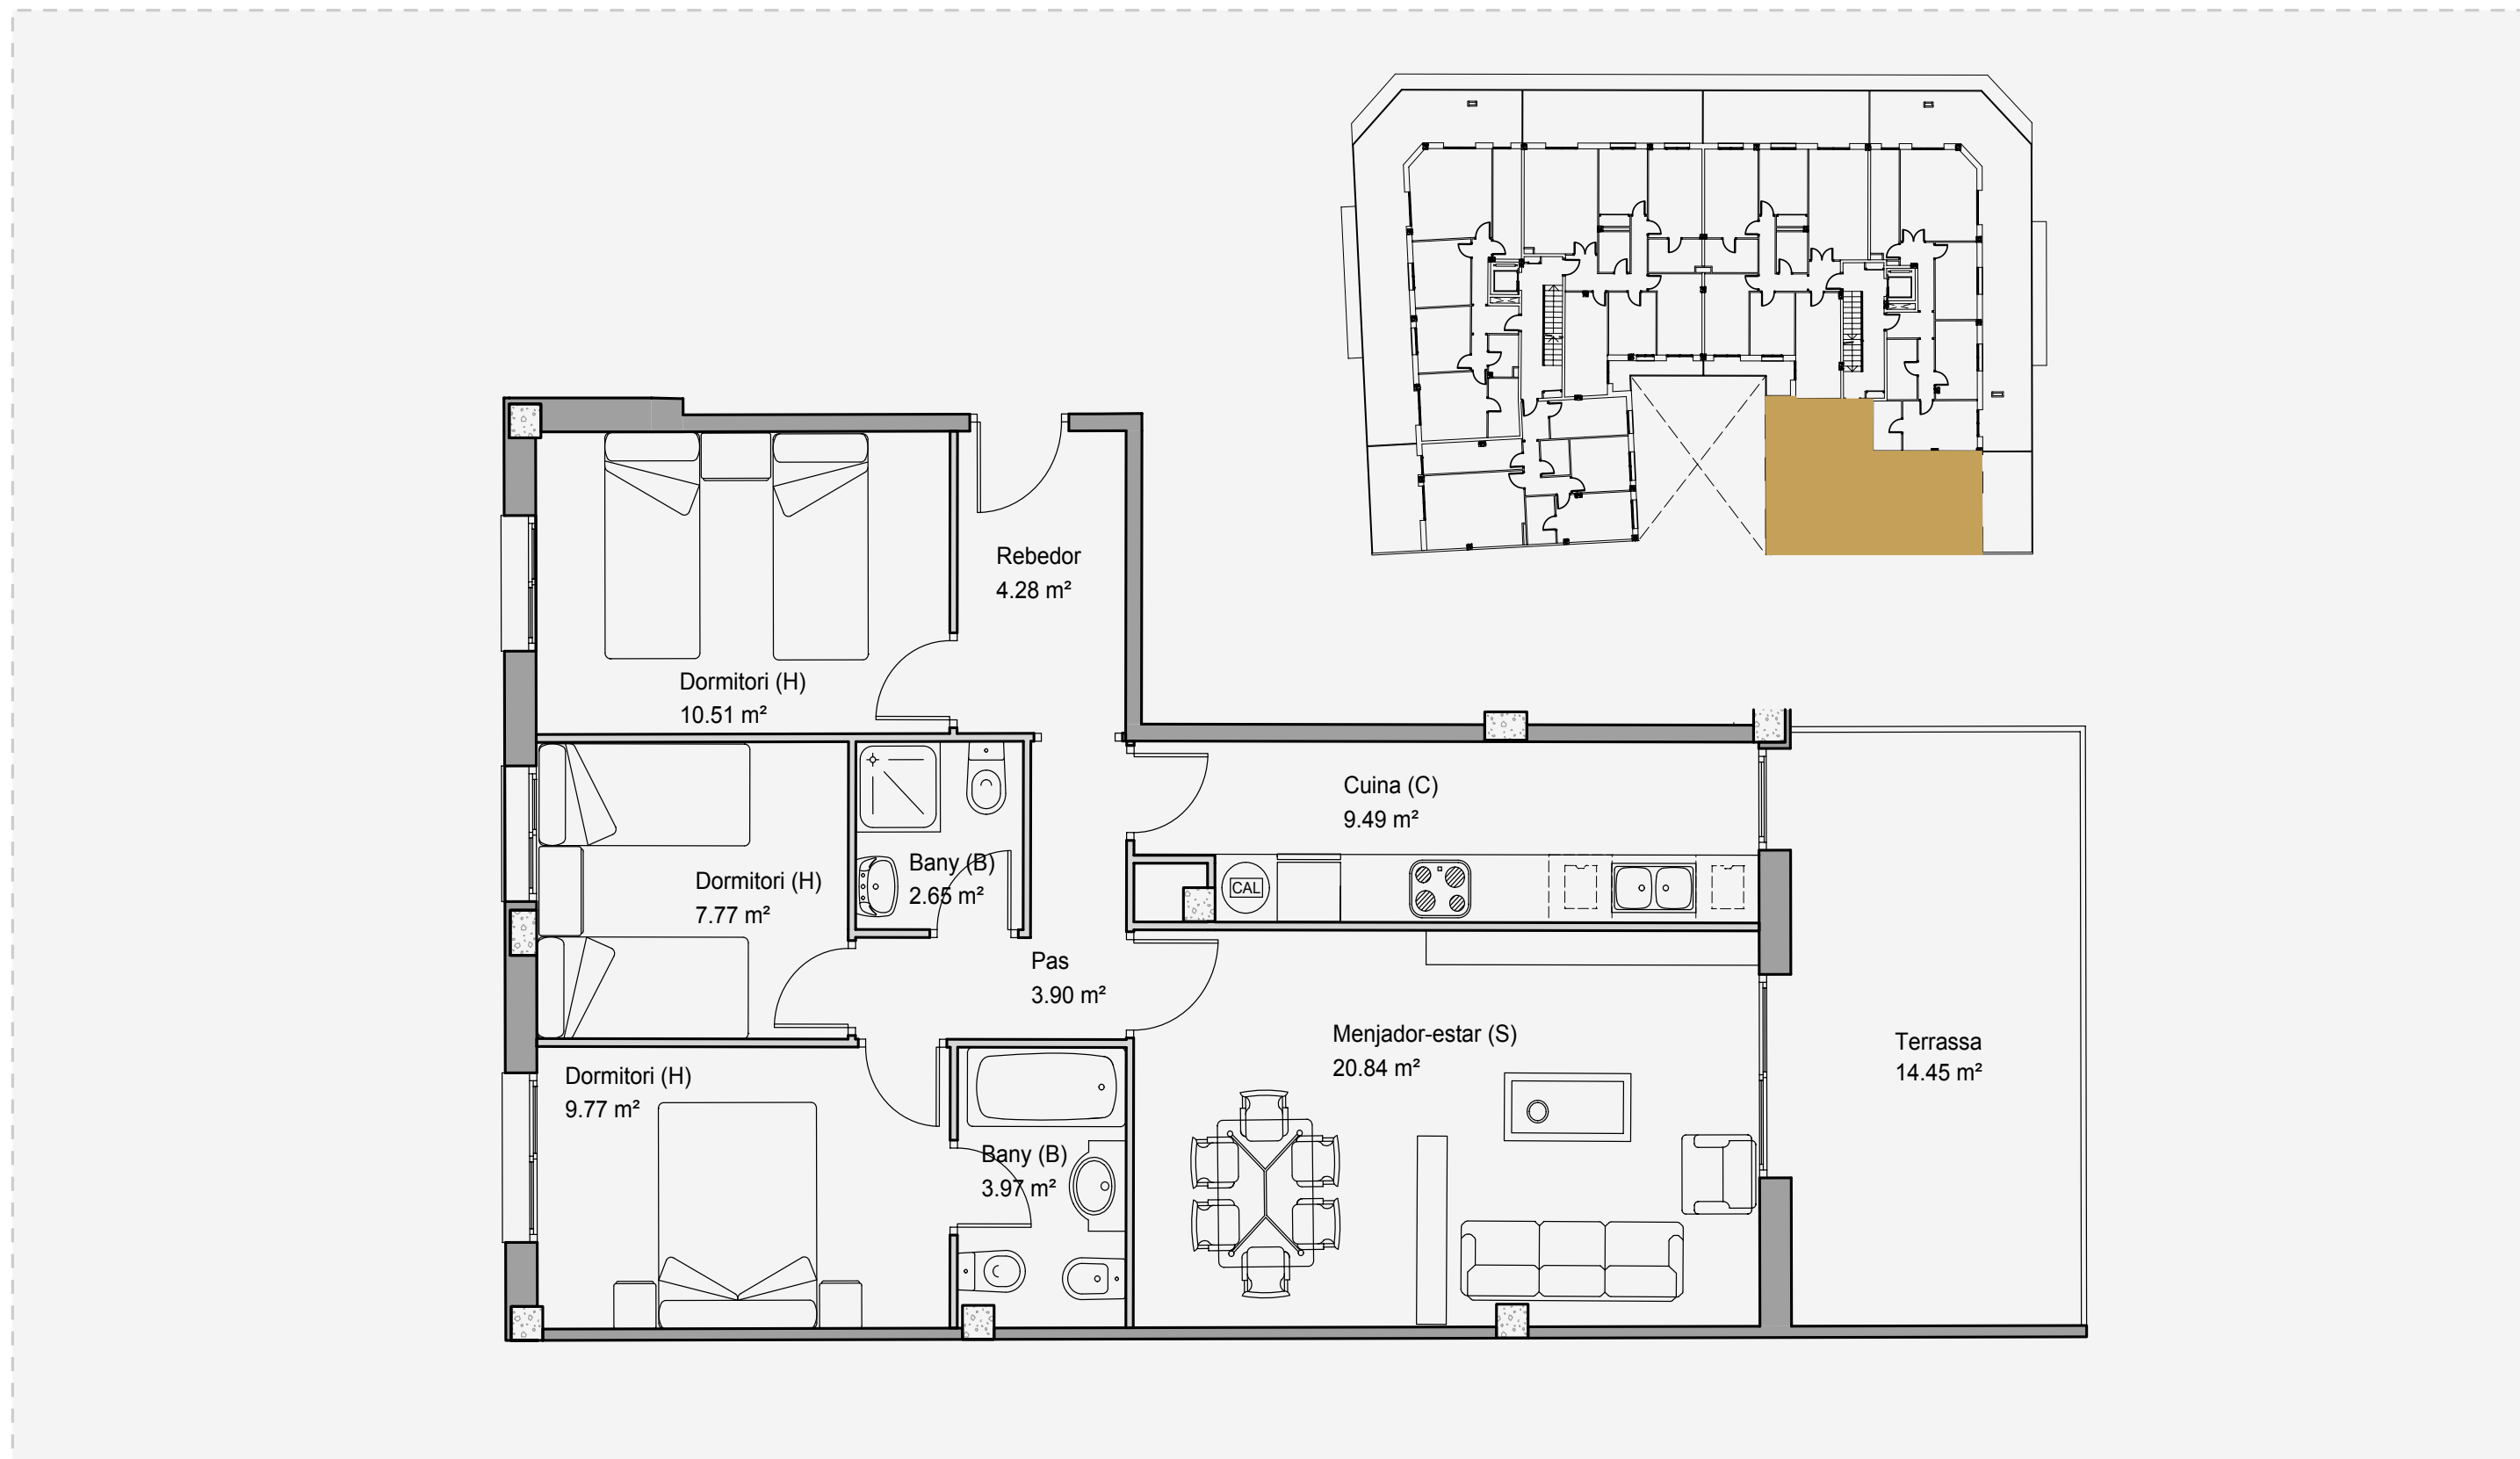 Rebedor
4.28 m²
Dormitori (H)
10.51 m²
Cuina (C)
9.49 m²
Bany (B)
2.65 m²
Dormitori (H)
7.77 m²
CAL
Pas
3.90 m²
Menjador-estar (S)
20.84 m²
Terrassa
14.45 m²
Dormitori (H)
9.77 m²
Bany (B)
3.97 m²